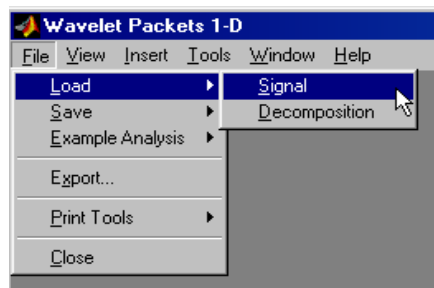 Wavelet Packets 1-D
File View Insert Tools Window Help
Load Signal
Save Decomposition
Example Analysis
Export...
Print Tools
Close